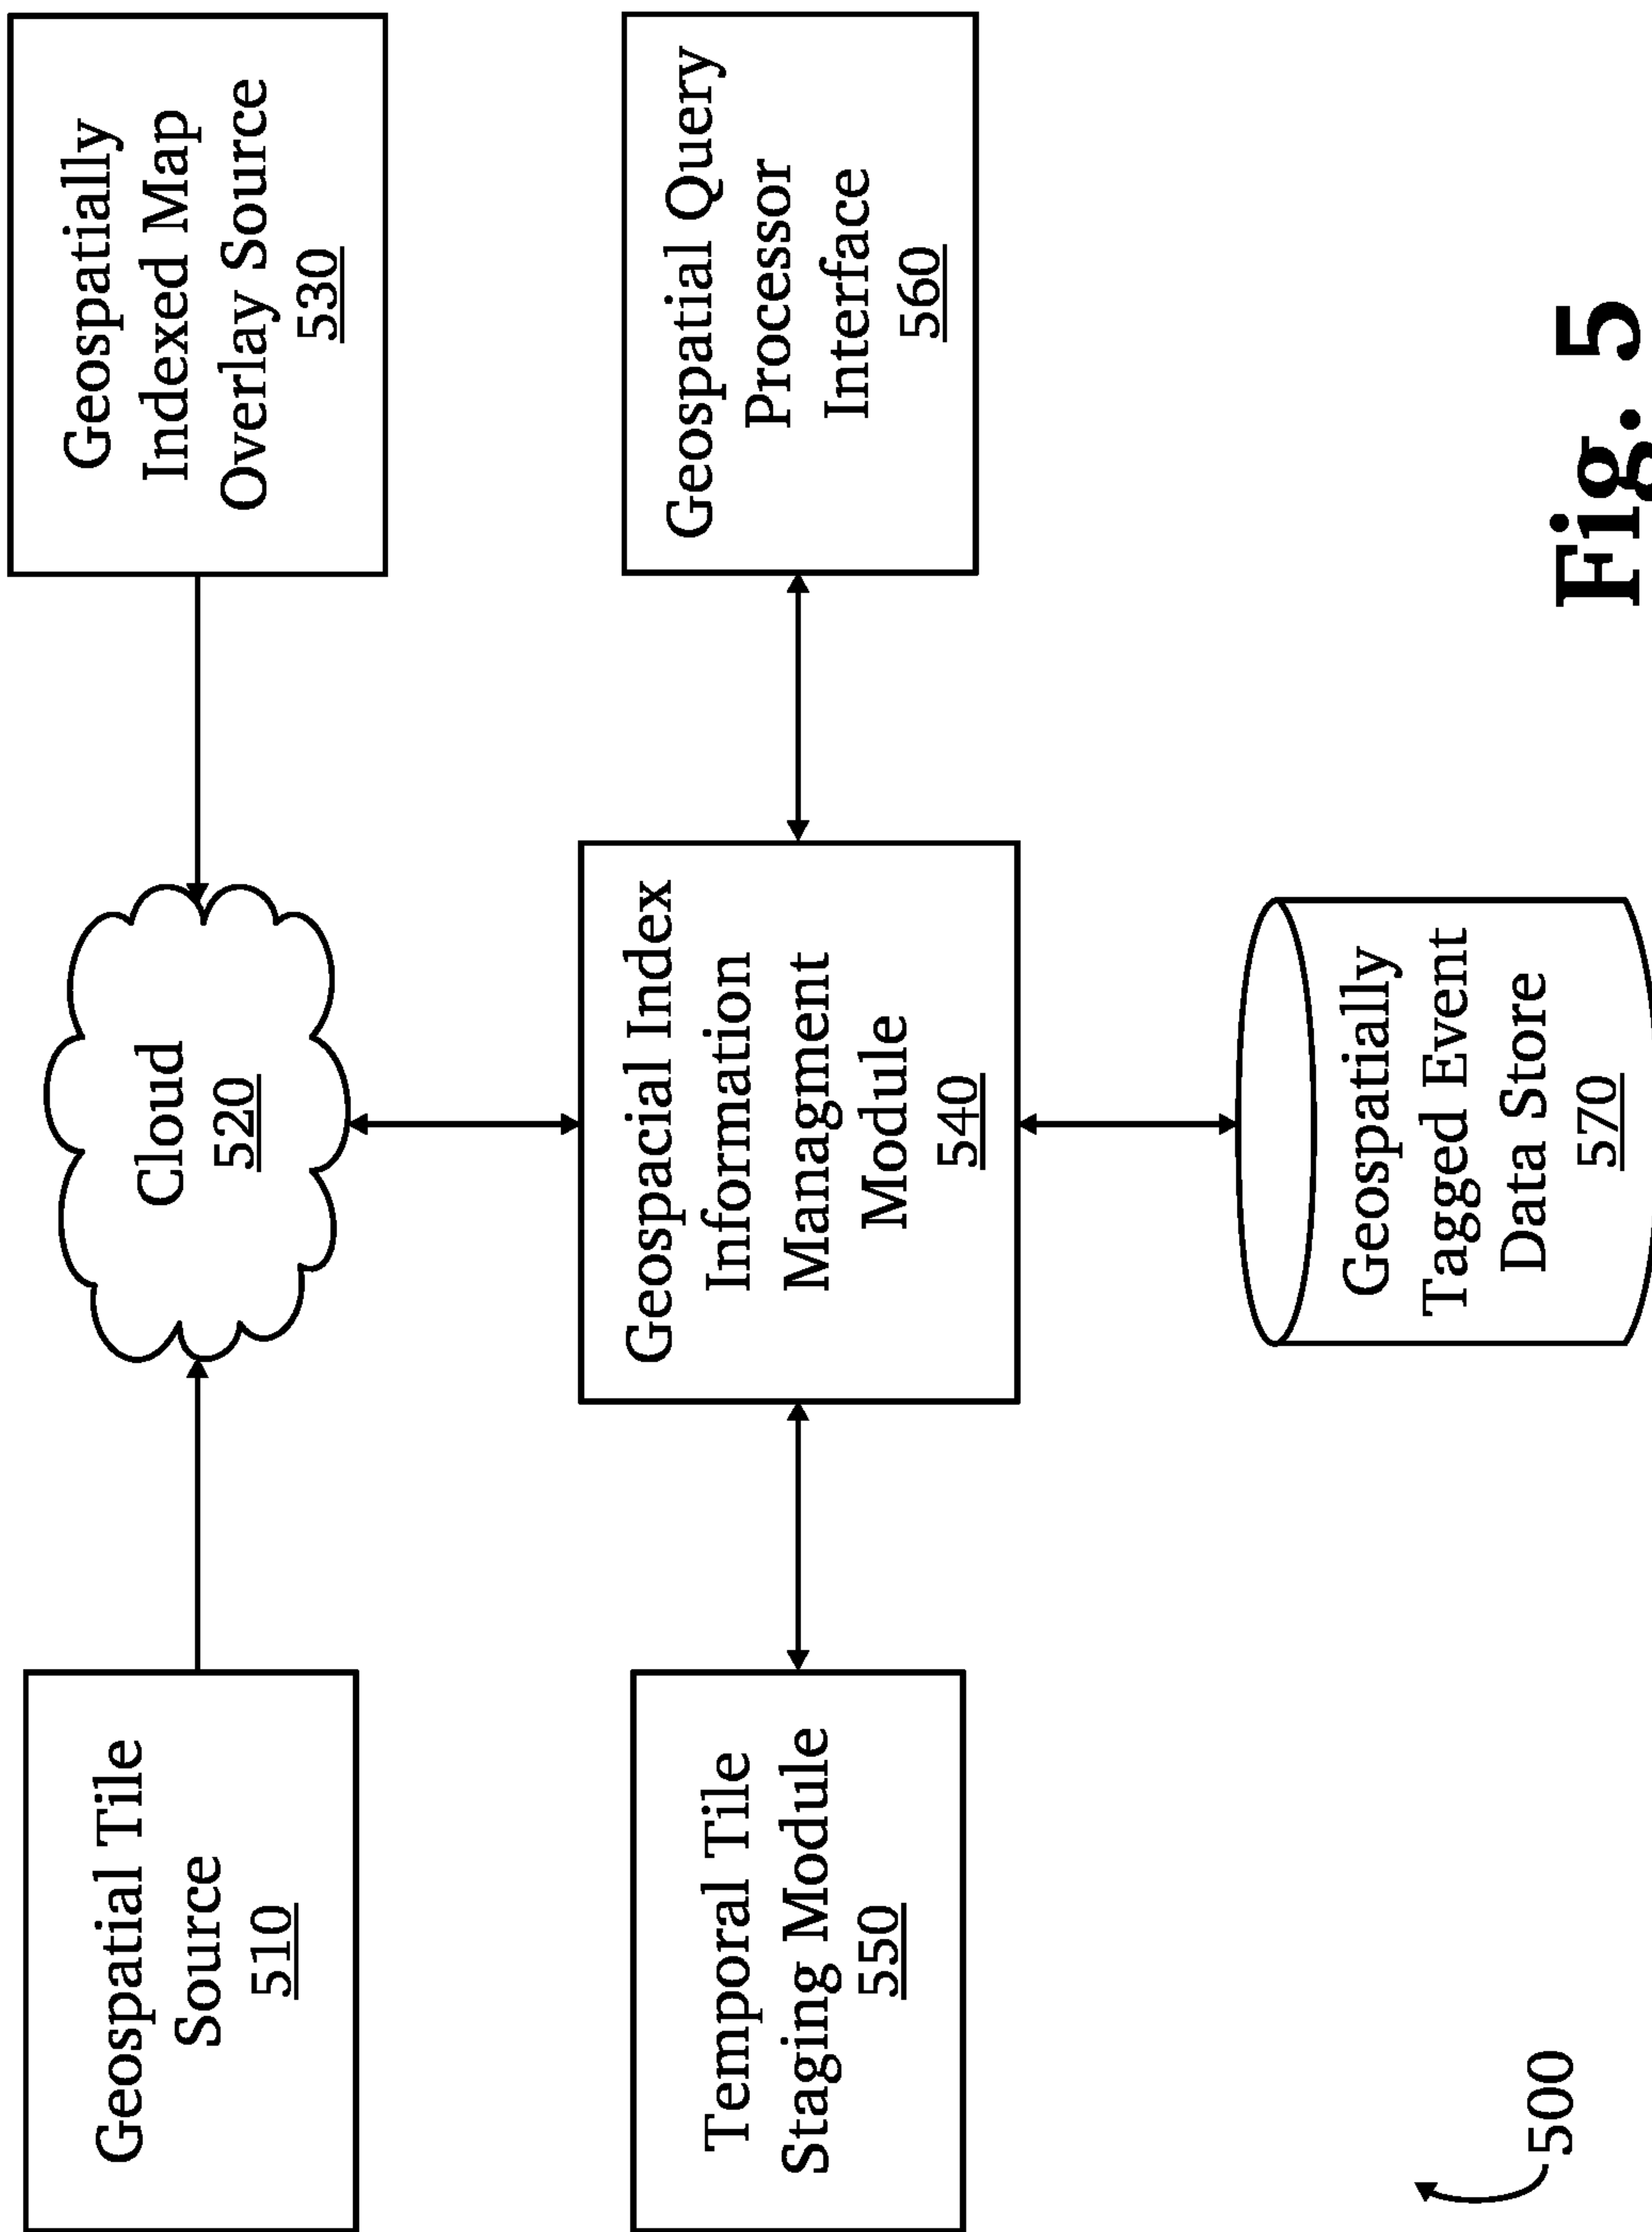 Geospatial Tile
Source
510
Cloud
520
Geospatially
Indexed Map
Overlay Source
530
Temporal Tile
Staging Module
550
Geospacial Index
Information
Managment
Module
540
Geospatial Query
Processor
Interface
560
Geospatially
Tagged Event
Data Store
570
500
Fig. 5